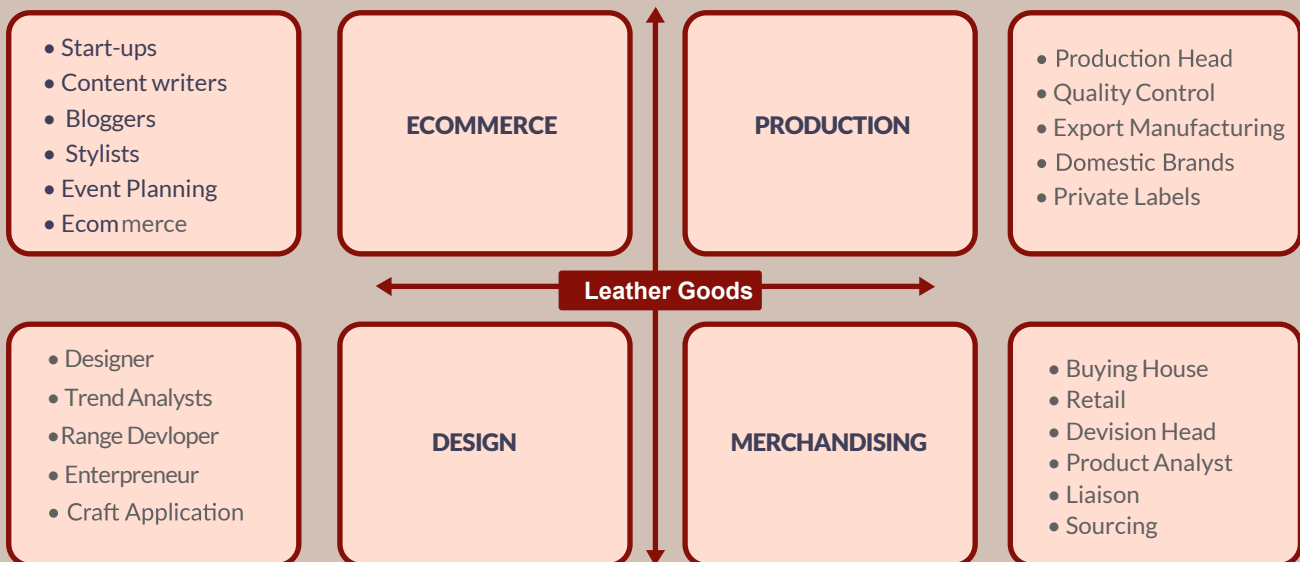 • Start-ups
• Content writers
• Bloggers
• Stylists
• Event Planning
• Ecommerce
ECOMMERCE
PRODUCTION
• Production Head
• Quality Control
• Export Manufacturing
• Domestic Brands
• Private Labels
Leather Goods
• Designer
• Trend Analysts
• Range Devloper
• Enterpreneur
• Craft Application
DESIGN
MERCHANDISING
• Buying House
• Retail
• Devision Head
• Product Analyst
• Liaison
• Sourcing